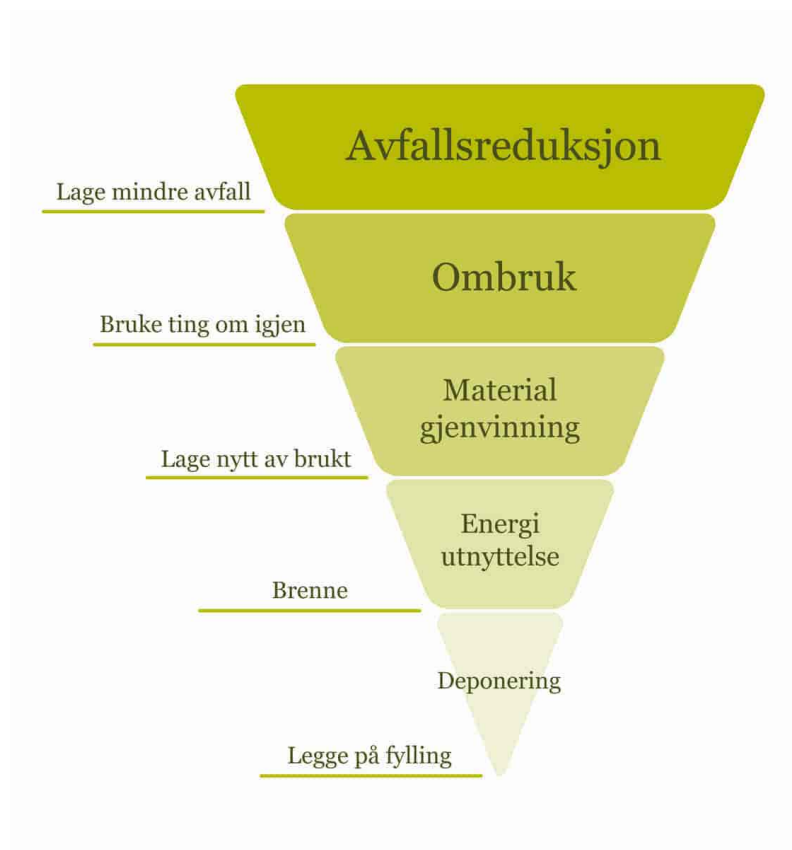 Avfallsreduksjon
Lage mindre avfall
Ombruk
Bruke ting om igjen
Material
gjenvinning
Lage nytt av brukt
Energi
utnyttelse
Brenne
Deponering
Legge på fylling